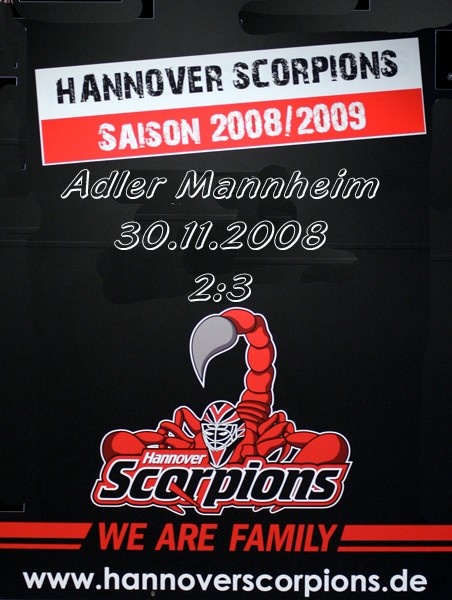 HANNOVER SCORPIONS
SAISON 2008/2009
Adler Mannheim
30.11.2008
2:3
Hannover
Scorpions
WE ARE FAMILY
www.hannoverscorpions.de